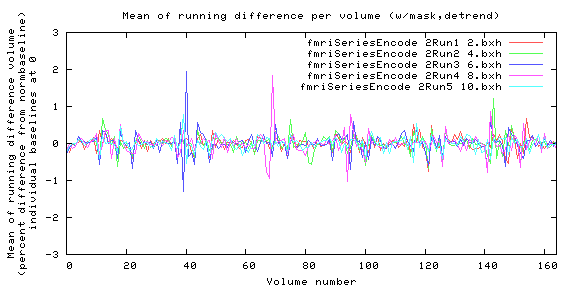 Mean of running difference per volume (w/mask,detrend)
fmriSeriesEncode 2Run1 2.bxh
fmriSeriesEncode 2Run2 4.bxh
fmriSeriesEncode 2Run3 6.bxh
fmriSeriesEncode 2Run4 8.bxh
fmriSeriesEncode 2Run5 10.bxh
Mean of running difference volume
(percent difference from normbaseline)
individual baselines at 0
3
2
1
0
-1
-2
-3
0 20 40 60 80 100 120 140 160
Volume number